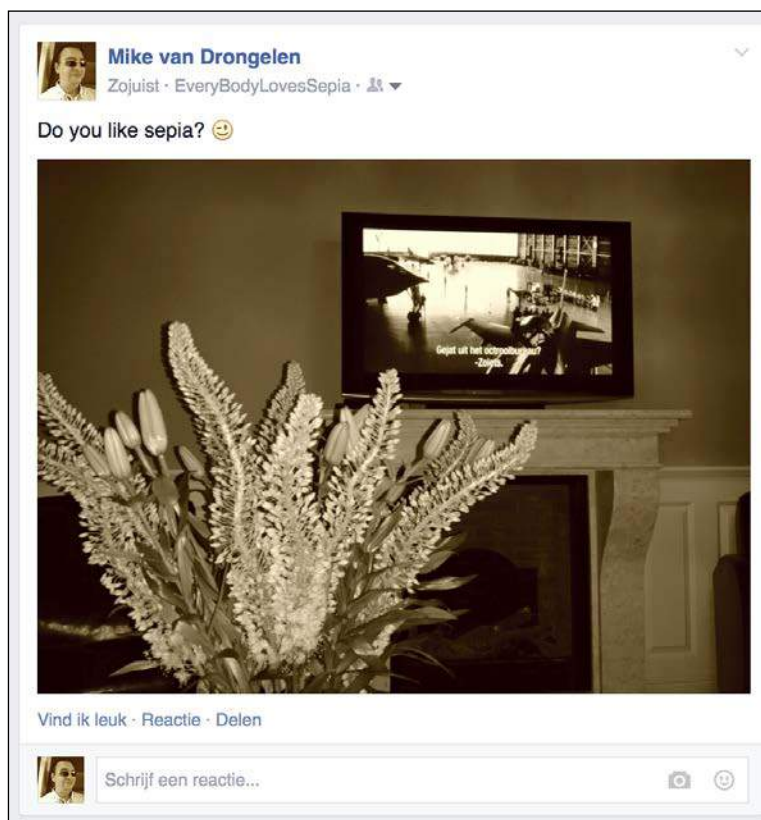 Mike van Drongelen
Zojuist · EveryBodyLovesSepia ·
Do you like sepia? 😉
Gejat uit het octrooibureau?
-Zoiets.
Vind ik leuk · Reactie · Delen
Schrijf een reactie...